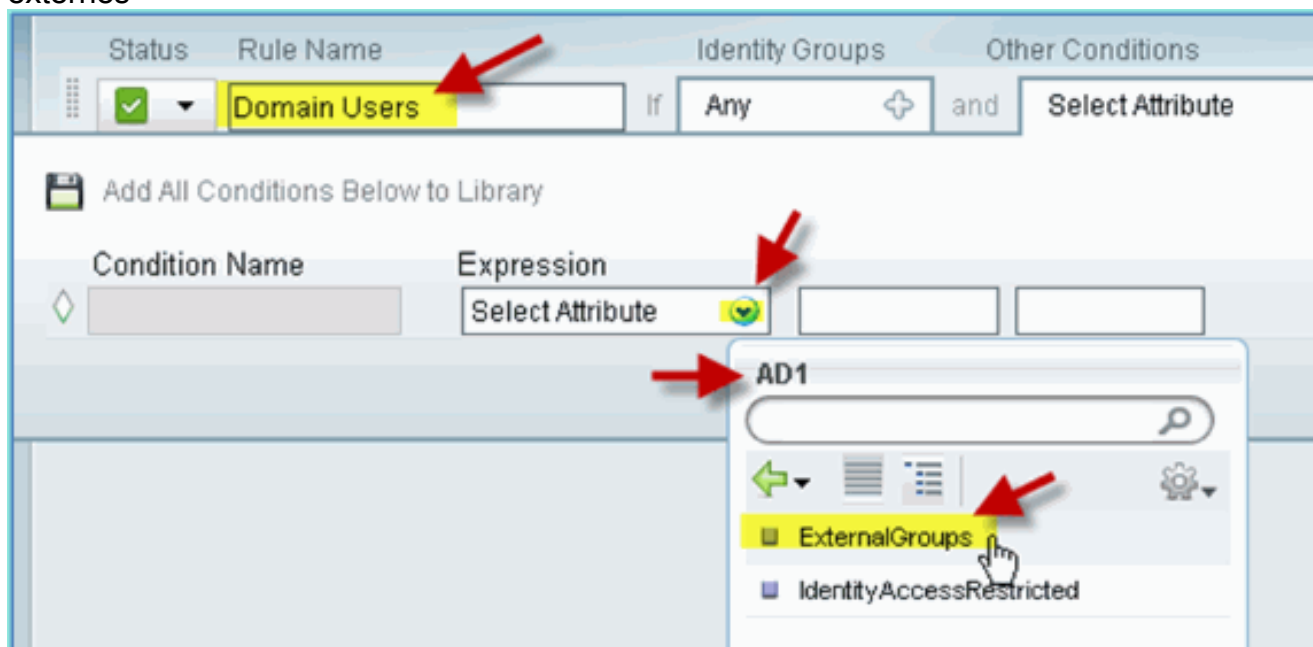 externes
Status Rule Name Identity Groups Other Conditions
Domain Users If Any and Select Attribute
Add All Conditions Below to Library
Condition Name Expression
Select Attribute
AD1
ExternalGroups
IdentityAccessRestricted